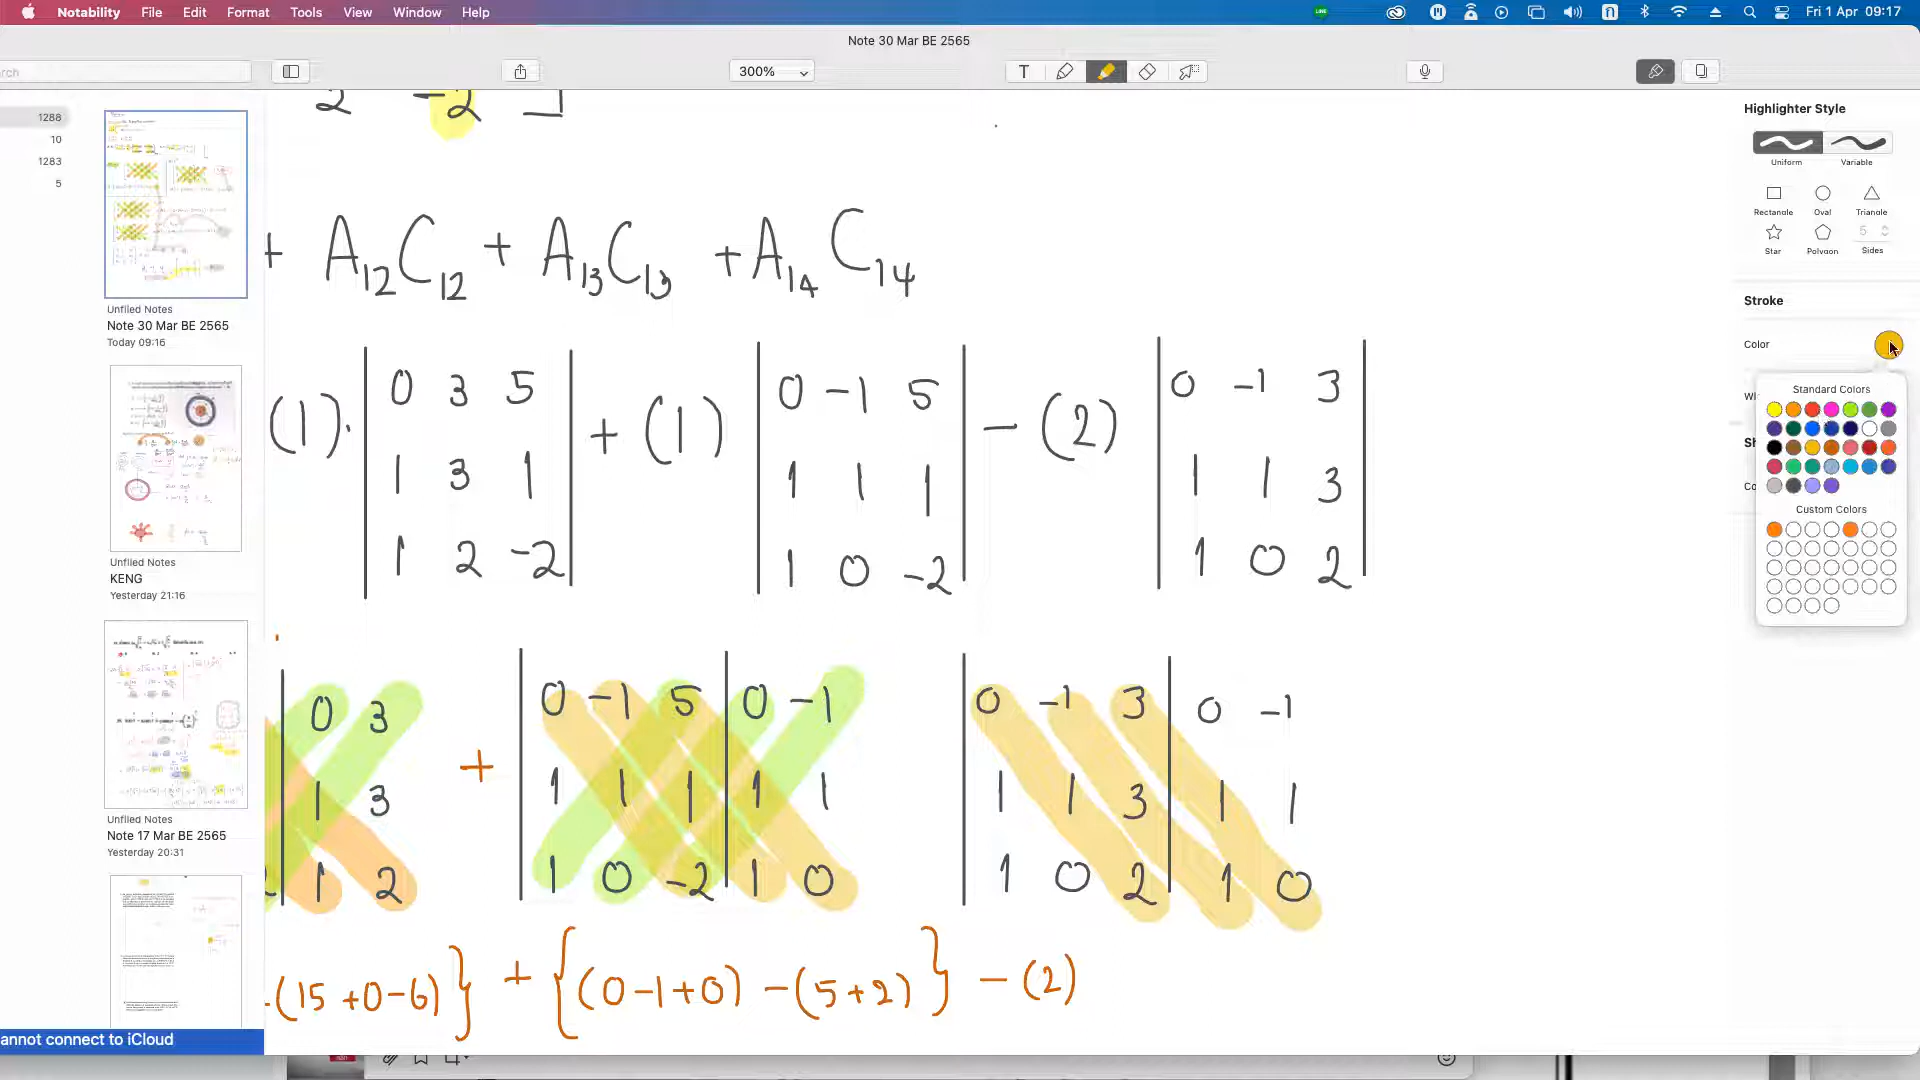 Notability File Edit Format Tools View Window Help
Fri 1 Apr 09:17
Note 30 Mar BE 2565
rch
300%
T
1288
10
1283
5
Unfiled Notes
Note 30 Mar BE 2565
Today 09:16
Unfiled Notes
KENG
Yesterday 21:16
Unfiled Notes
Note 17 Mar BE 2565
Yesterday 20:31
annot connect to iCloud
2 -2 1
+ A12C12 + A13C13 + A14C14
(1). | 0 3 5 | + (1) | 0 -1 5 | - (2) | 0 -1 3 |
1 3 1 | 1 1 1 | 1 1 3
1 2 -2 | 1 0 -2 | 1 0 2
| 0 3 + | 0 -1 5 | 0 -1 | 0 -1 3 | 0 -1
1 3 | 1 1 1 | 1 1 | 1 1 3 | 1 1
1 2 | 1 0 -2 | 1 0 | 1 0 2 | 1 0
-(15 +0-6)} + {(0-1+0) -(5+2)} - (2)
Highlighter Style
Uniform Variable
Rectangle Oval Triangle
5
Star Polygon Sides
Stroke
Color
Wi
Sh
Co
Standard Colors
Custom Colors